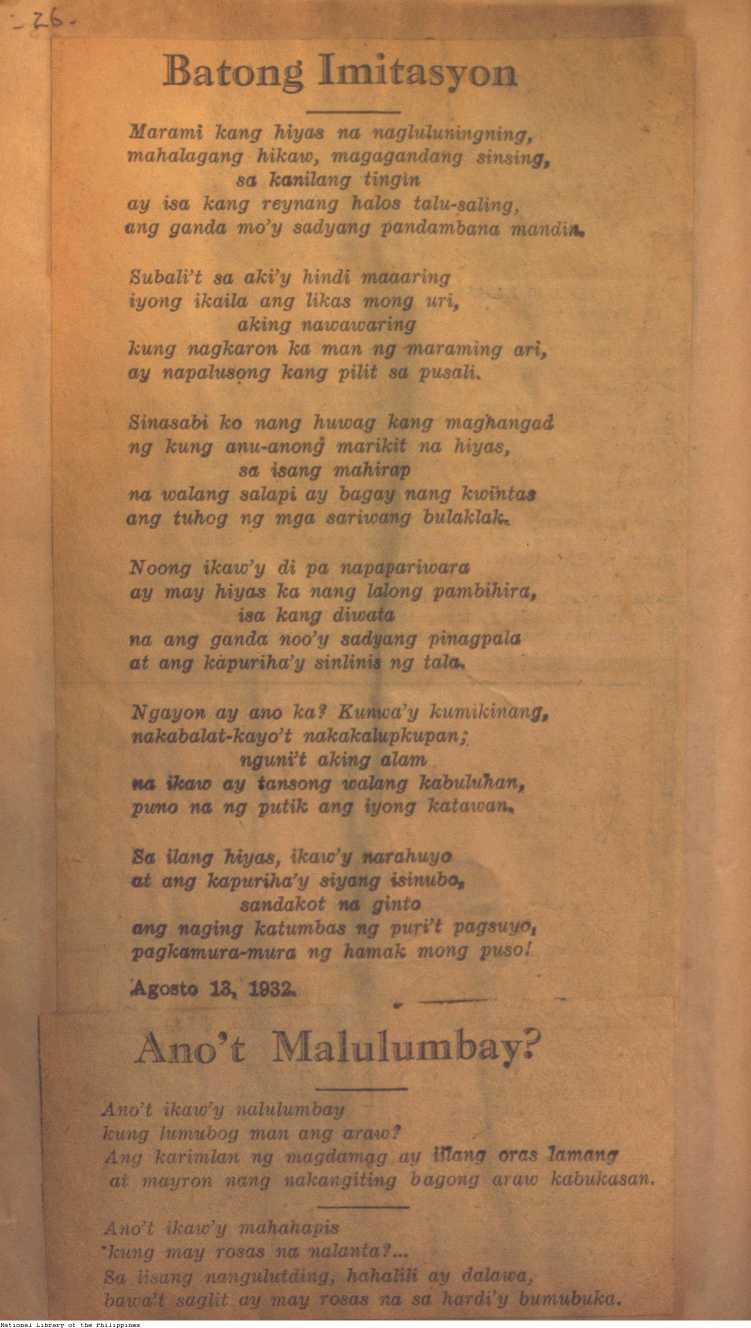 - 26.
Batong Imitasyon
Marami kang hiyas na nagluluningning,
mahalagang hikaw, magagandang sinsing,
sa kanilang tingin
ay isa kang reynang halos talu-saling,
ang ganda mo'y sadyang pandambana mandin.
Subali't sa aki'y hindi maaaring
iyong ikaila ang likas mong uri,
aking nawawaring
kung nagkaron ka man ng maraming ari,
ay napalusong kang pilit sa pusali.
Sinasabi ko nang huwag kang maghangad
ng kung anu-anong marikit na hiyas,
sa isang mahirap
na walang salapi ay bagay nang kwintas
ang tuhog ng mga sariwang bulaklak.
Noong ikaw'y di pa napapariwara
ay may hiyas ka nang lalong pambihira,
isa kang diwata
na ang ganda noo'y sadyang pinagpala
at ang kapuriha'y sinlinis ng tala.
Ngayon ay ano ka? Kunwa'y kumikinang,
nakabalat-kayo't nakakalupkupan;
nguni't aking alam
na ikaw ay tansong walang kabuluhan,
puno na ng putik ang iyong katawan.
Sa ilang hiyas, ikaw'y narahuyo
at ang kapuriha'y siyang isinubo,
sandakot na ginto
ang naging katumbas ng puri't pagsuyo,
pagkamura-mura ng hamak mong puso!
Agosto 13, 1932.
Ano't Malulumbay?
Ano't ikaw'y nalulumbay
kung lumubog man ang araw?
Ang karimlan ng magdamag ay ilang oras lamang
at mayron nang nakangiting bagong araw kabukasan.
Ano't ikaw'y mahahapis
kung may rosas na nalanta?...
Sa iisang nangulutding, hahalili ay dalawa,
bawa't saglit ay may rosas na sa hardi'y bumubuka.
National Library of the Philippines